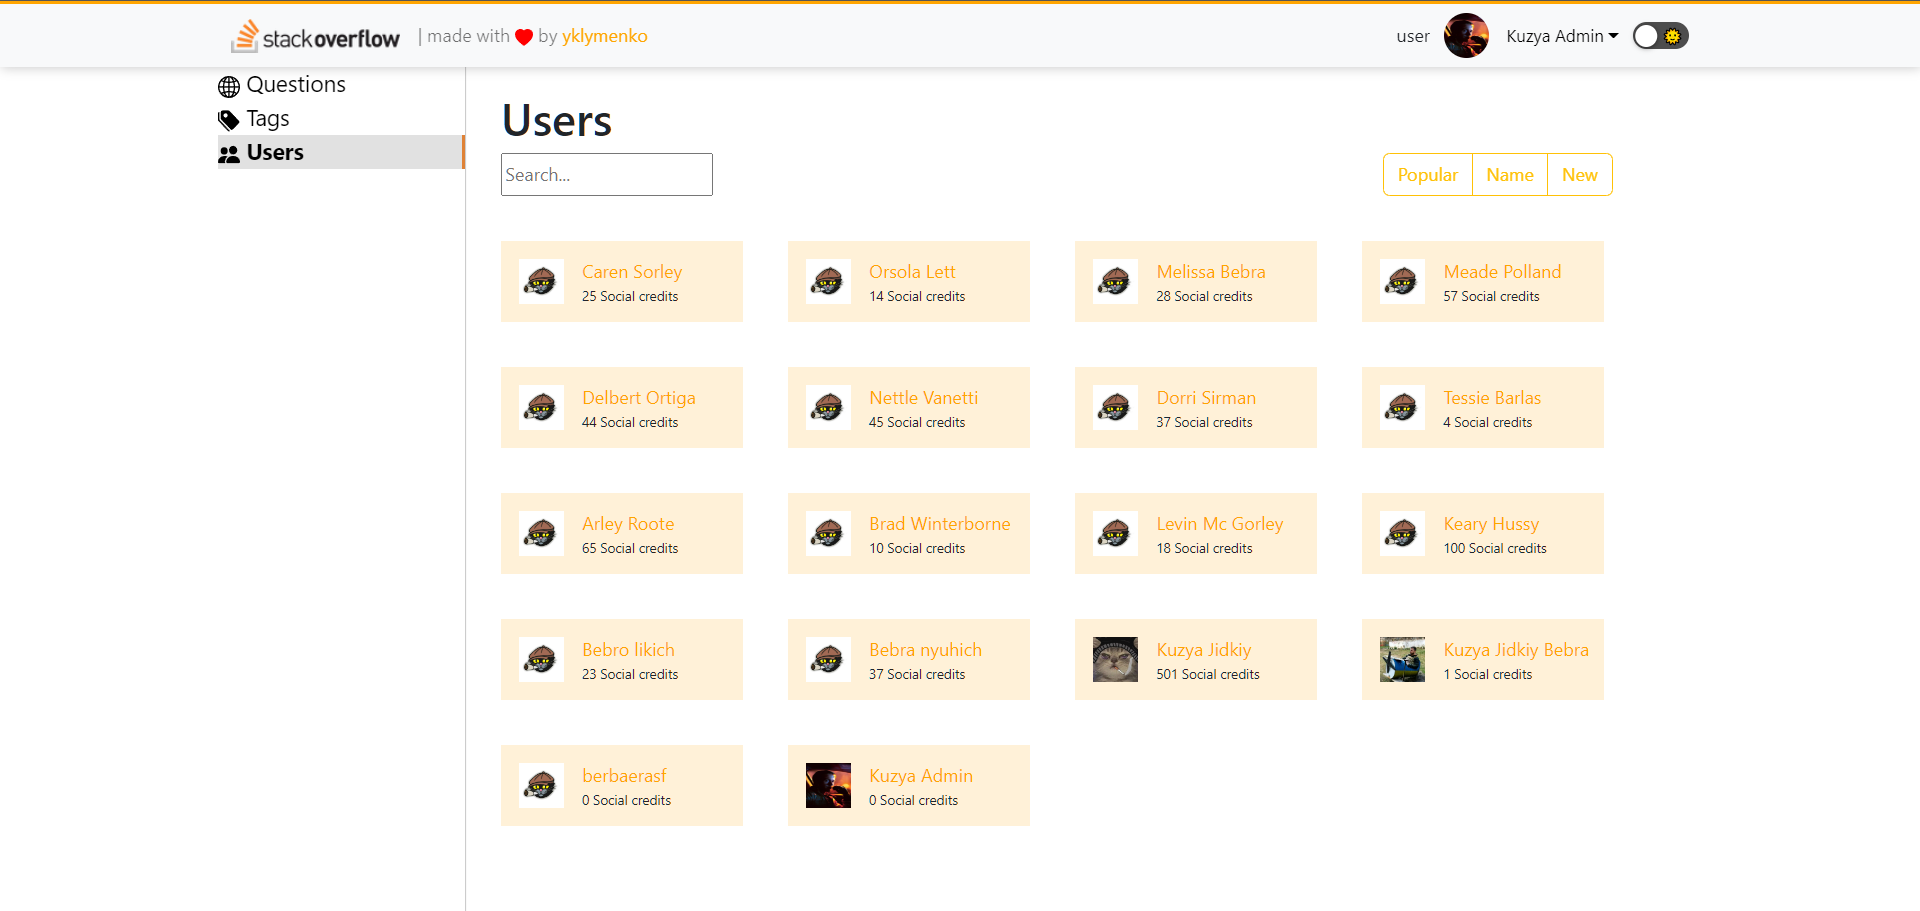 stackoverflow | made with by yklymenko
user Kuzya Admin
Questions
Tags
Users
Users
Search...
Popular Name New
Caren Sorley
25 Social credits
Orsola Lett
14 Social credits
Melissa Bebra
28 Social credits
Meade Polland
57 Social credits
Delbert Ortiga
44 Social credits
Nettle Vanetti
45 Social credits
Dorri Sirman
37 Social credits
Tessie Barlas
4 Social credits
Arley Roote
65 Social credits
Brad Winterborne
10 Social credits
Levin Mc Gorley
18 Social credits
Keary Hussy
100 Social credits
Bebro likich
23 Social credits
Bebra nyuhich
37 Social credits
Kuzya Jidkiy
501 Social credits
Kuzya Jidkiy Bebra
1 Social credits
berbaerasf
0 Social credits
Kuzya Admin
0 Social credits